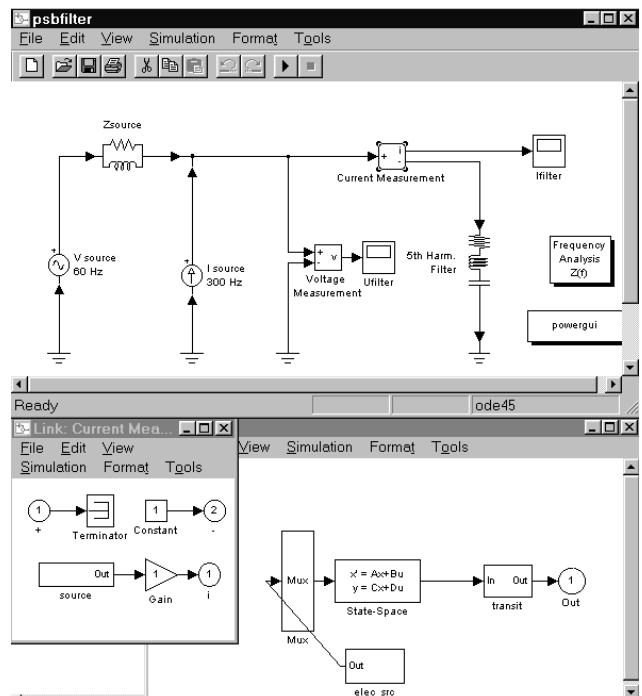 psbfilter
File Edit View Simulation Format Tools
Zsource
+
i
-
Current Measurement
Ifilter
+
V source
60 Hz
+
I source
300 Hz
+
-
v
Voltage
Measurement
Ufilter
5th Harm.
Filter
Frequency
Analysis
Z(f)
powergui
Ready
ode45
Link: Current Mea...
File Edit View
Simulation Format Tools
1
+
Terminator
1
Constant
2
-
Out
source
1
Gain
1
i
View Simulation Format Tools
Mux
Mux
x' = Ax+Bu
y = Cx+Du
State-Space
In Out
transit
1
Out
Out
elec_src